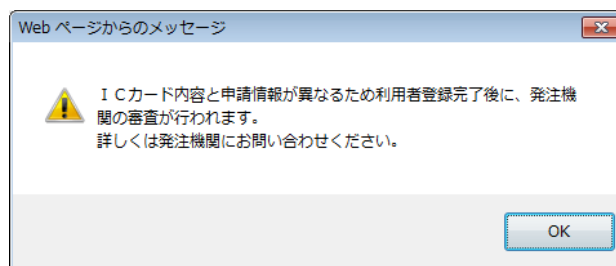 Web ページからのメッセージ
ＩＣカード内容と申請情報が異なるため利用者登録完了後に、発注機
関の審査が行われます。
詳しくは発注機関にお問い合わせください。
OK